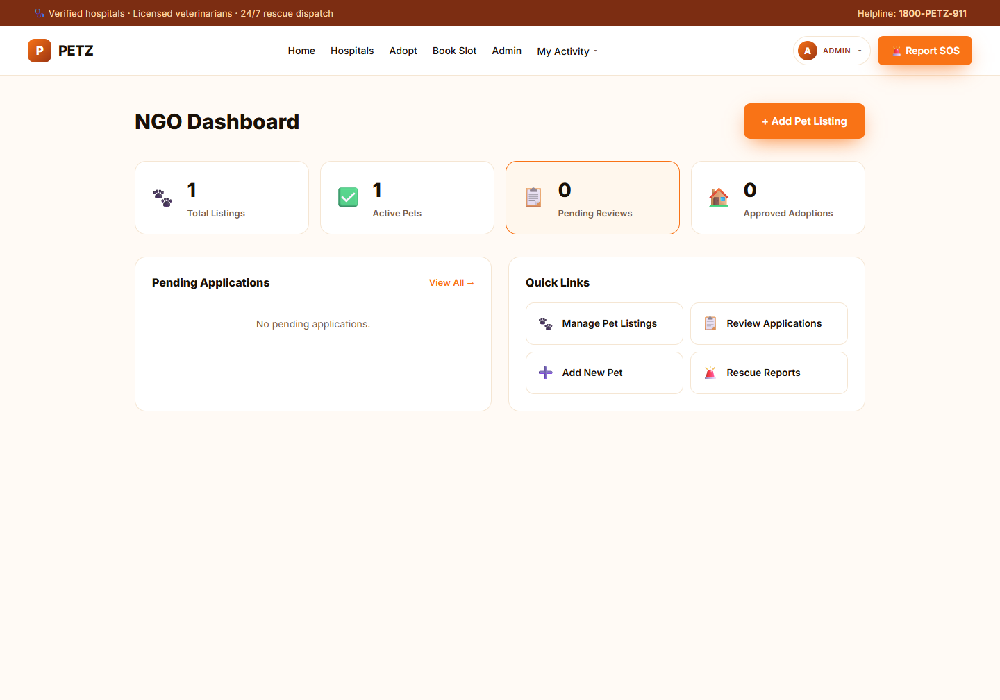 Verified hospitals · Licensed veterinarians · 24/7 rescue dispatch
Helpline: 1800-PETZ-911
P PETZ
Home Hospitals Adopt Book Slot Admin My Activity
A ADMIN
Report SOS
NGO Dashboard
+ Add Pet Listing
1
Total Listings
1
Active Pets
0
Pending Reviews
0
Approved Adoptions
Pending Applications
View All →
No pending applications.
Quick Links
Manage Pet Listings
Review Applications
Add New Pet
Rescue Reports